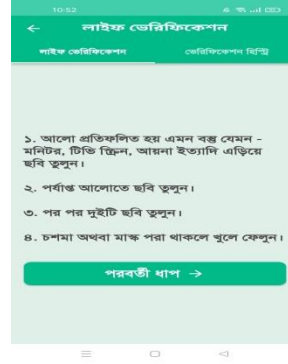 10:52
← লাইফ ভেরিফিকেশন
লাইফ ভেরিফিকেশন ভেরিফিকেশন হিস্ট্রি
১. আলো প্রতিফলিত হয় এমন বস্তু যেমন -
মনিটর, টিভি স্ক্রিন, আয়না ইত্যাদি এড়িয়ে
ছবি তুলুন।
২. পর্যাপ্ত আলোতে ছবি তুলুন।
৩. পর পর দুইটি ছবি তুলুন।
৪. চশমা অথবা মাস্ক পরা থাকলে খুলে ফেলুন।
পরবর্তী ধাপ →